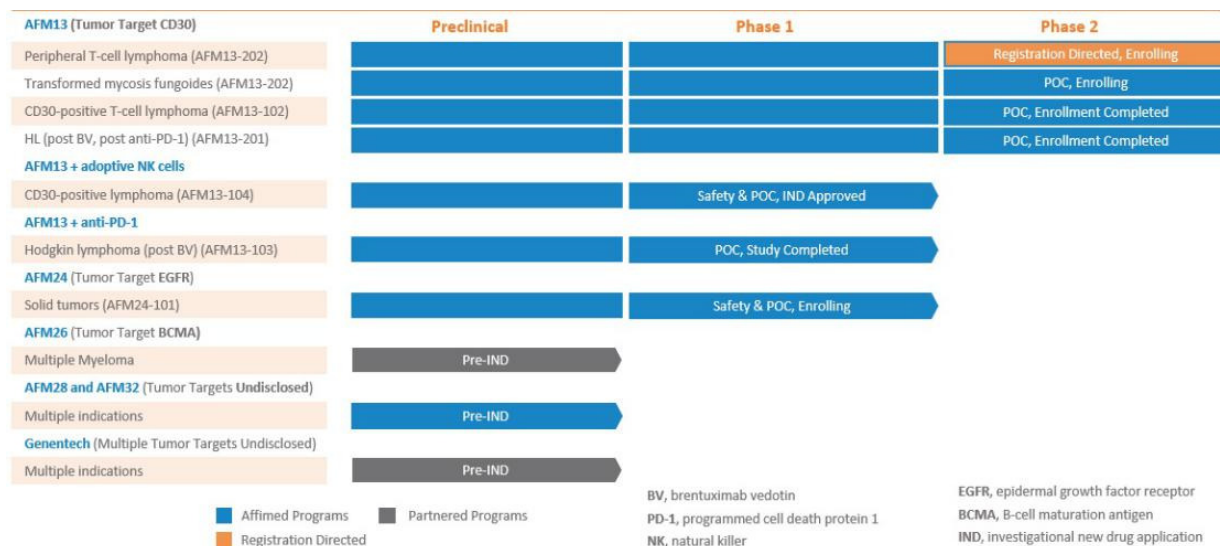 AFM13 (Tumor Target CD30) Preclinical Phase 1 Phase 2
Peripheral T-cell lymphoma (AFM13-202) Registration Directed, Enrolling
Transformed mycosis fungoides (AFM13-202) POC, Enrolling
CD30-positive T-cell lymphoma (AFM13-102) POC, Enrollment Completed
HL (post BV, post anti-PD-1) (AFM13-201) POC, Enrollment Completed
AFM13 + adoptive NK cells
CD30-positive lymphoma (AFM13-104) Safety & POC, IND Approved
AFM13 + anti-PD-1
Hodgkin lymphoma (post BV) (AFM13-103) POC, Study Completed
AFM24 (Tumor Target EGFR)
Solid tumors (AFM24-101) Safety & POC, Enrolling
AFM26 (Tumor Target BCMA)
Multiple Myeloma Pre-IND
AFM28 and AFM32 (Tumor Targets Undisclosed)
Multiple indications Pre-IND
Genentech (Multiple Tumor Targets Undisclosed)
Multiple indications Pre-IND
Affimed Programs Partnered Programs
Registration Directed
BV, brentuximab vedotin
PD-1, programmed cell death protein 1
NK, natural killer
EGFR, epidermal growth factor receptor
BCMA, B-cell maturation antigen
IND, investigational new drug application